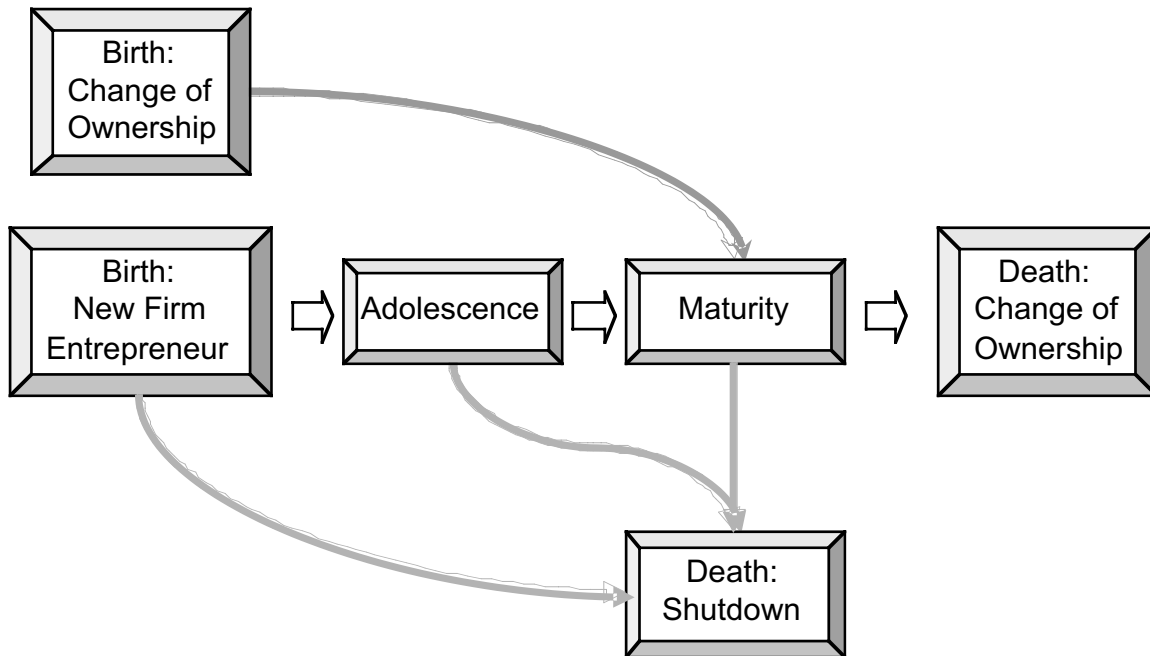 Birth:
Change of
Ownership
Birth:
New Firm
Entrepreneur
Adolescence
Maturity
Death:
Change of
Ownership
Death:
Shutdown